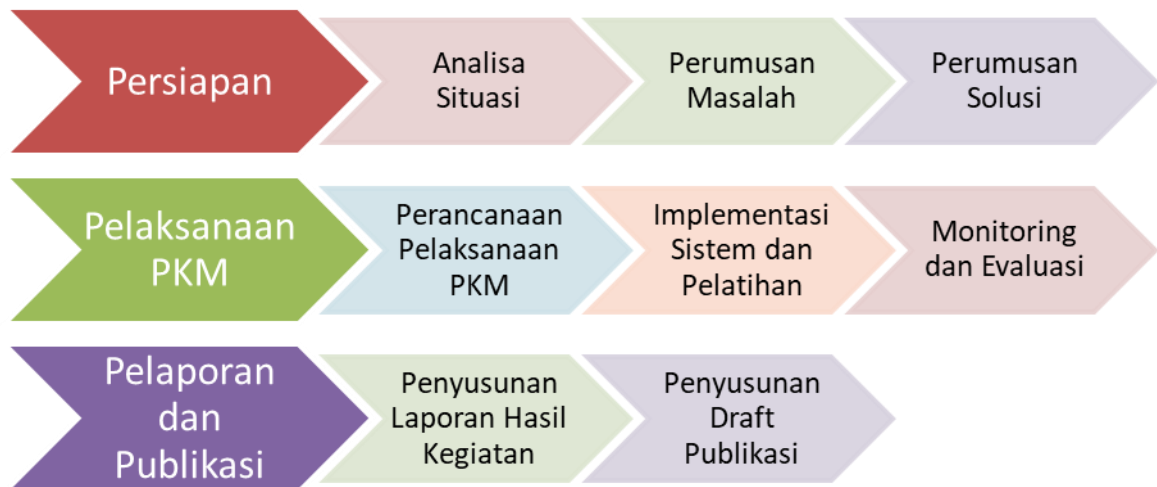 Persiapan
Analisa
Situasi
Perumusan
Masalah
Perumusan
Solusi
Pelaksanaan
PKM
Perancanaan
Pelaksanaan
PKM
Implementasi
Sistem dan
Pelatihan
Monitoring
dan Evaluasi
Pelaporan
dan
Publikasi
Penyusunan
Laporan Hasil
Kegiatan
Penyusunan
Draft
Publikasi